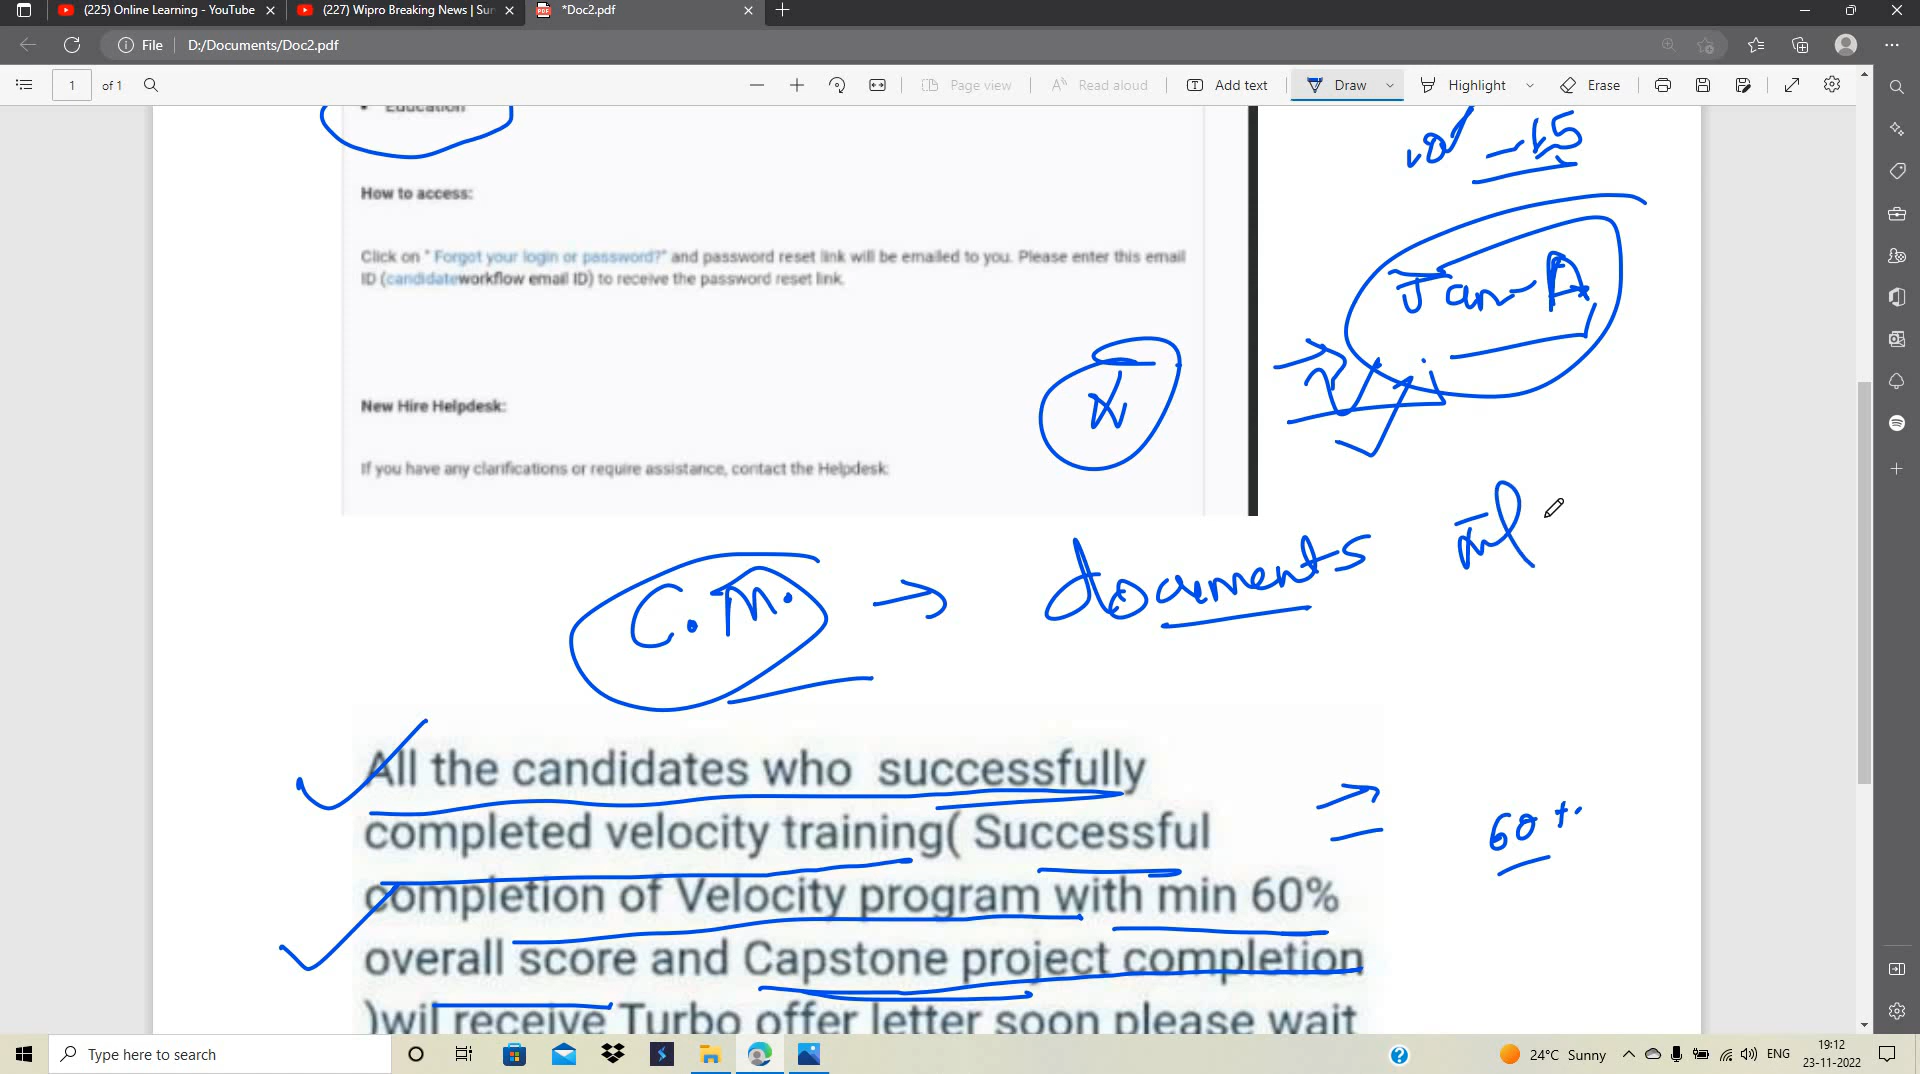 (225) Online Learning - YouTube
(227) Wipro Breaking News | Sur
*Doc2.pdf
File
D:/Documents/Doc2.pdf
1
of 1
Page view
Read aloud
Add text
Draw
Highlight
Erase
Education
-15
How to access:
Click on " Forgot your login or password?" and password reset link will be emailed to you. Please enter this email
ID (candidateworkflow email ID) to receive the password reset link.
Jan-A
New Hire Helpdesk:
If you have any clarifications or require assistance, contact the Helpdesk:
C.M. → documents
All the candidates who successfully
completed velocity training( Successful
60+
completion of Velocity program with min 60%
overall score and Capstone project completion
)will receive Turbo offer letter soon please wait
Type here to search
24°C Sunny
ENG
19:12
23-11-2022